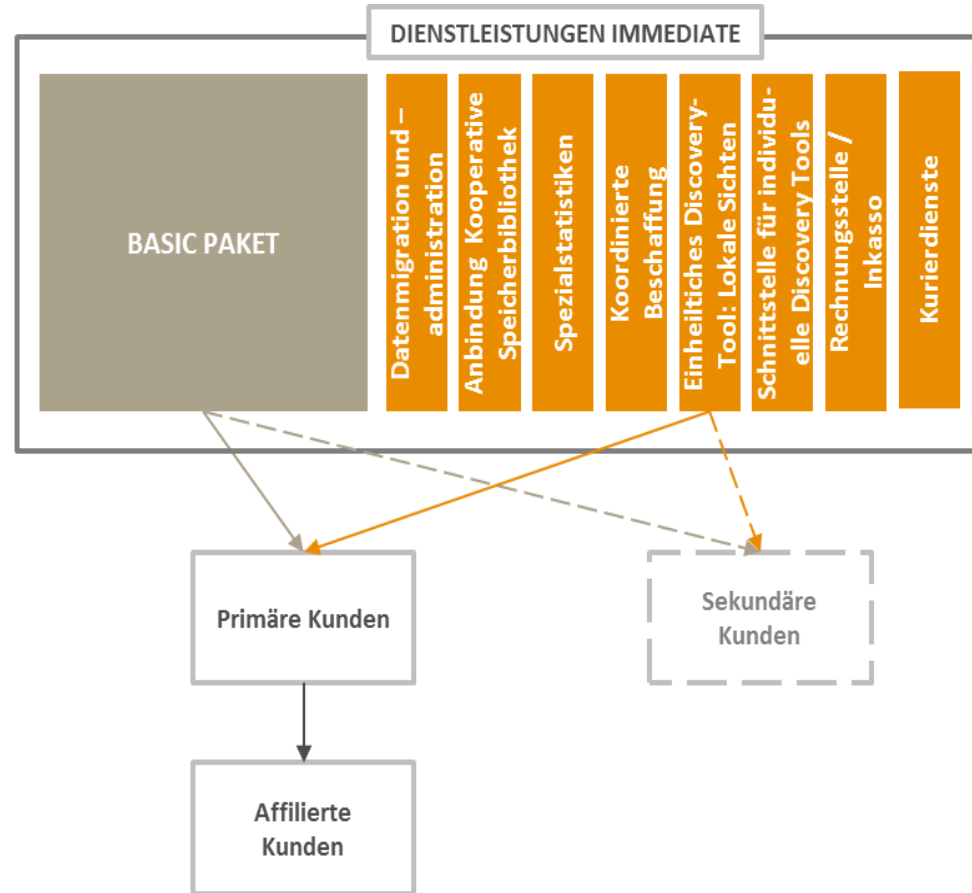 DIENSTLEISTUNGEN IMMEDIATE
BASIC PAKET
Datenmigration und –
administration
Anbindung Kooperative
Speicherbibliothek
Spezialstatistiken
Koordinierte
Beschaffung
Einheiltiches Discovery-
Tool: Lokale Sichten
Schnittstelle für individu-
elle Discovery Tools
Rechnungsstelle /
Inkasso
Kurierdienste
Primäre Kunden
Sekundäre
Kunden
Affilierte
Kunden